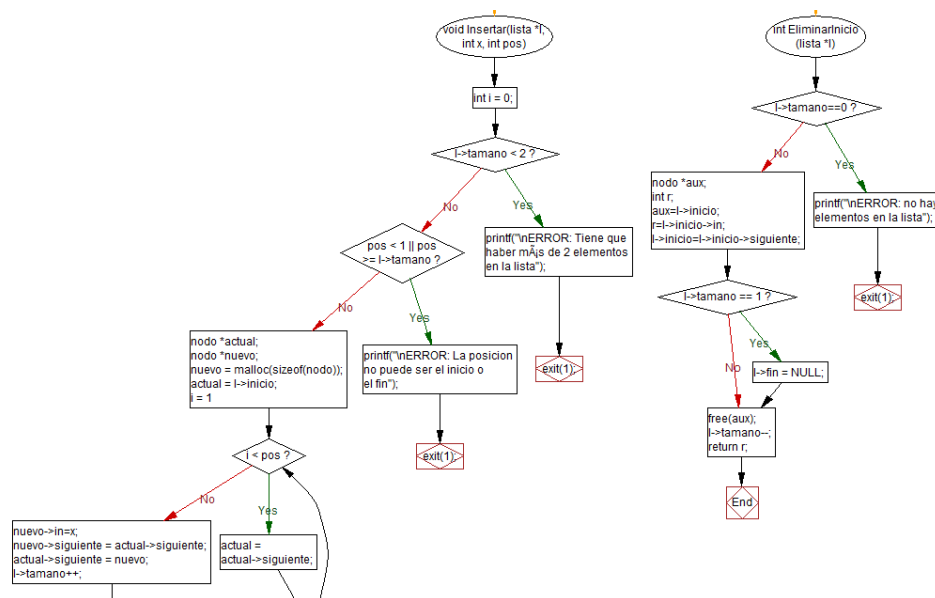 void Insertar(lista *l,
int x, int pos)
int i = 0;
l->tamano < 2 ?
No
Yes
pos < 1 || pos
>= l->tamano ?
printf("\nERROR: Tiene que
haber mÃ¡s de 2 elementos
en la lista");
No
Yes
exit(1);
nodo *actual;
nodo *nuevo;
nuevo = malloc(sizeof(nodo));
actual = l->inicio;
i = 1
printf("\nERROR: La posicion
no puede ser el inicio o
el fin");
exit(1);
i < pos ?
No
Yes
nuevo->in=x;
nuevo->siguiente = actual->siguiente;
actual->siguiente = nuevo;
l->tamano++;
actual =
actual->siguiente;
int EliminarInicio
(lista *l)
l->tamano==0 ?
No
Yes
nodo *aux;
int r;
aux=l->inicio;
r=l->inicio->in;
l->inicio=l->inicio->siguiente;
printf("\nERROR: no hay
elementos en la lista");
exit(1);
l->tamano == 1 ?
No
Yes
l->fin = NULL;
free(aux);
l->tamano--;
return r;
End